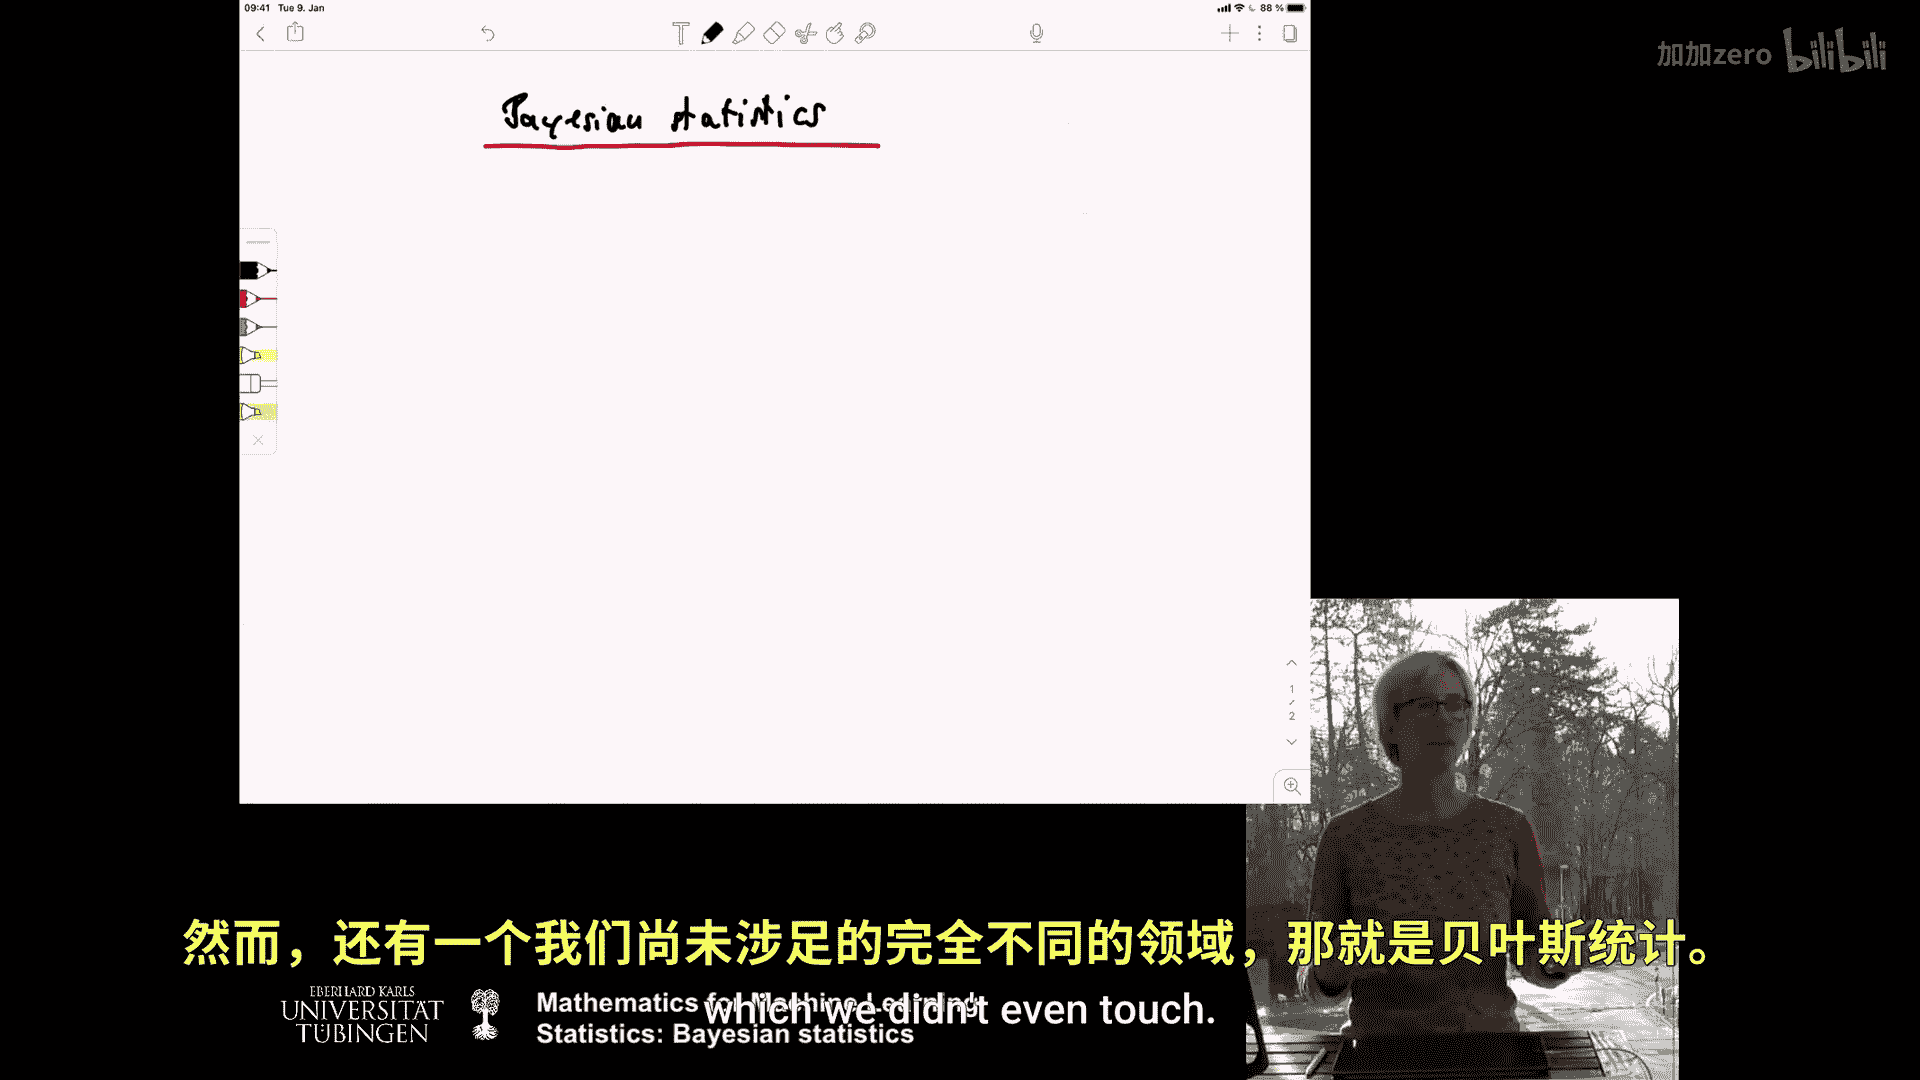 09:41 Tue 9. Jan
88 %
加加zero bilibili
T
Bayesian statistics
1
2
然而，还有一个我们尚未涉足的完全不同的领域，那就是贝叶斯统计。
EBERHARD KARLS
UNIVERSITÄT
TÜBINGEN
Mathematics for Machine Learning
which we didn't even touch.
Statistics: Bayesian statistics